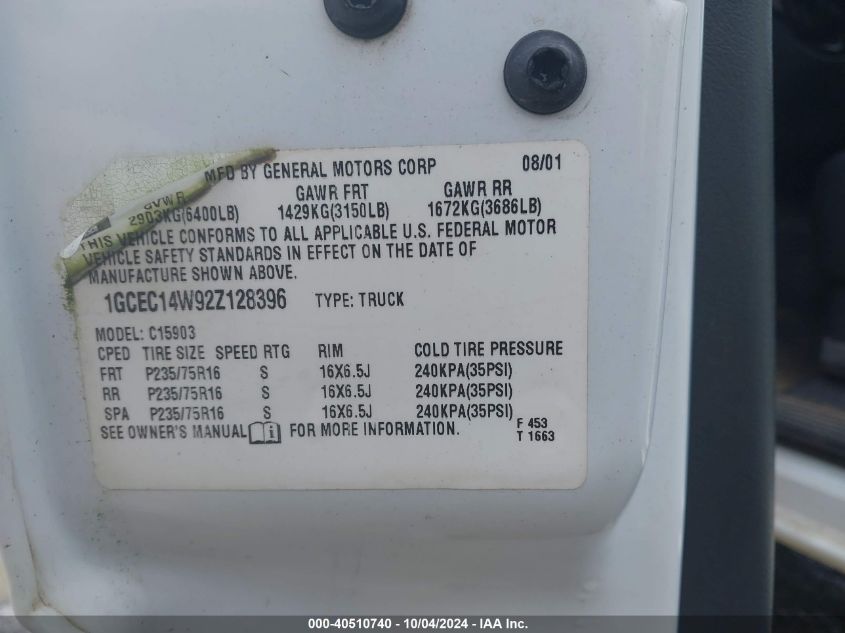 MFD BY GENERAL MOTORS CORP 08/01
GVWR GAWR FRT GAWR RR
2903KG(6400LB) 1429KG(3150LB) 1672KG(3686LB)
THIS VEHICLE CONFORMS TO ALL APPLICABLE U.S. FEDERAL MOTOR
VEHICLE SAFETY STANDARDS IN EFFECT ON THE DATE OF
MANUFACTURE SHOWN ABOVE.
1GCEC14W92Z128396 TYPE: TRUCK
MODEL: C15903
CPED TIRE SIZE SPEED RTG RIM COLD TIRE PRESSURE
FRT P235/75R16 S 16X6.5J 240KPA(35PSI)
RR P235/75R16 S 16X6.5J 240KPA(35PSI)
SPA P235/75R16 S 16X6.5J 240KPA(35PSI)
SEE OWNER'S MANUAL i FOR MORE INFORMATION.
F 453
T 1663
000-40510740 - 10/04/2024 - IAA Inc.